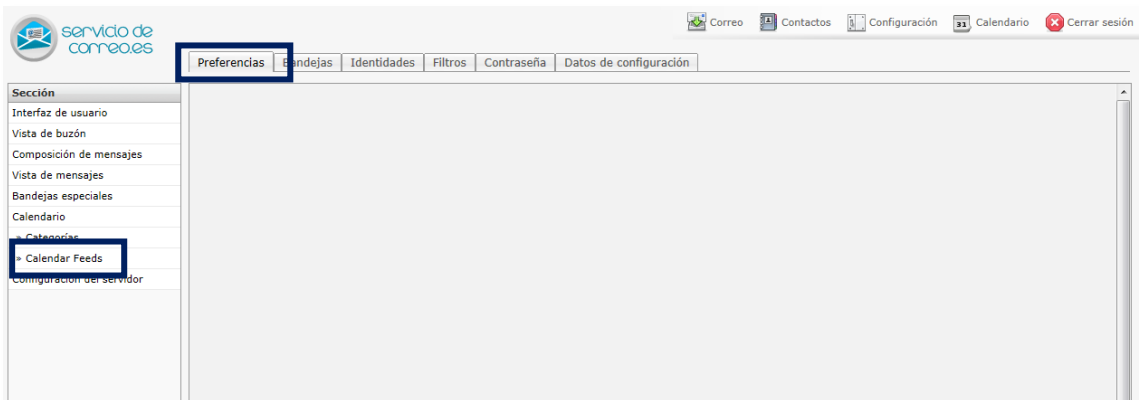 servicio de
correo.es
Correo
Contactos
Configuración
31 Calendario
Cerrar sesión
Preferencias
Bandejas
Identidades
Filtros
Contraseña
Datos de configuración
Sección
Interfaz de usuario
Vista de buzón
Composición de mensajes
Vista de mensajes
Bandejas especiales
Calendario
» Categorías
» Calendar Feeds
Configuración del servidor